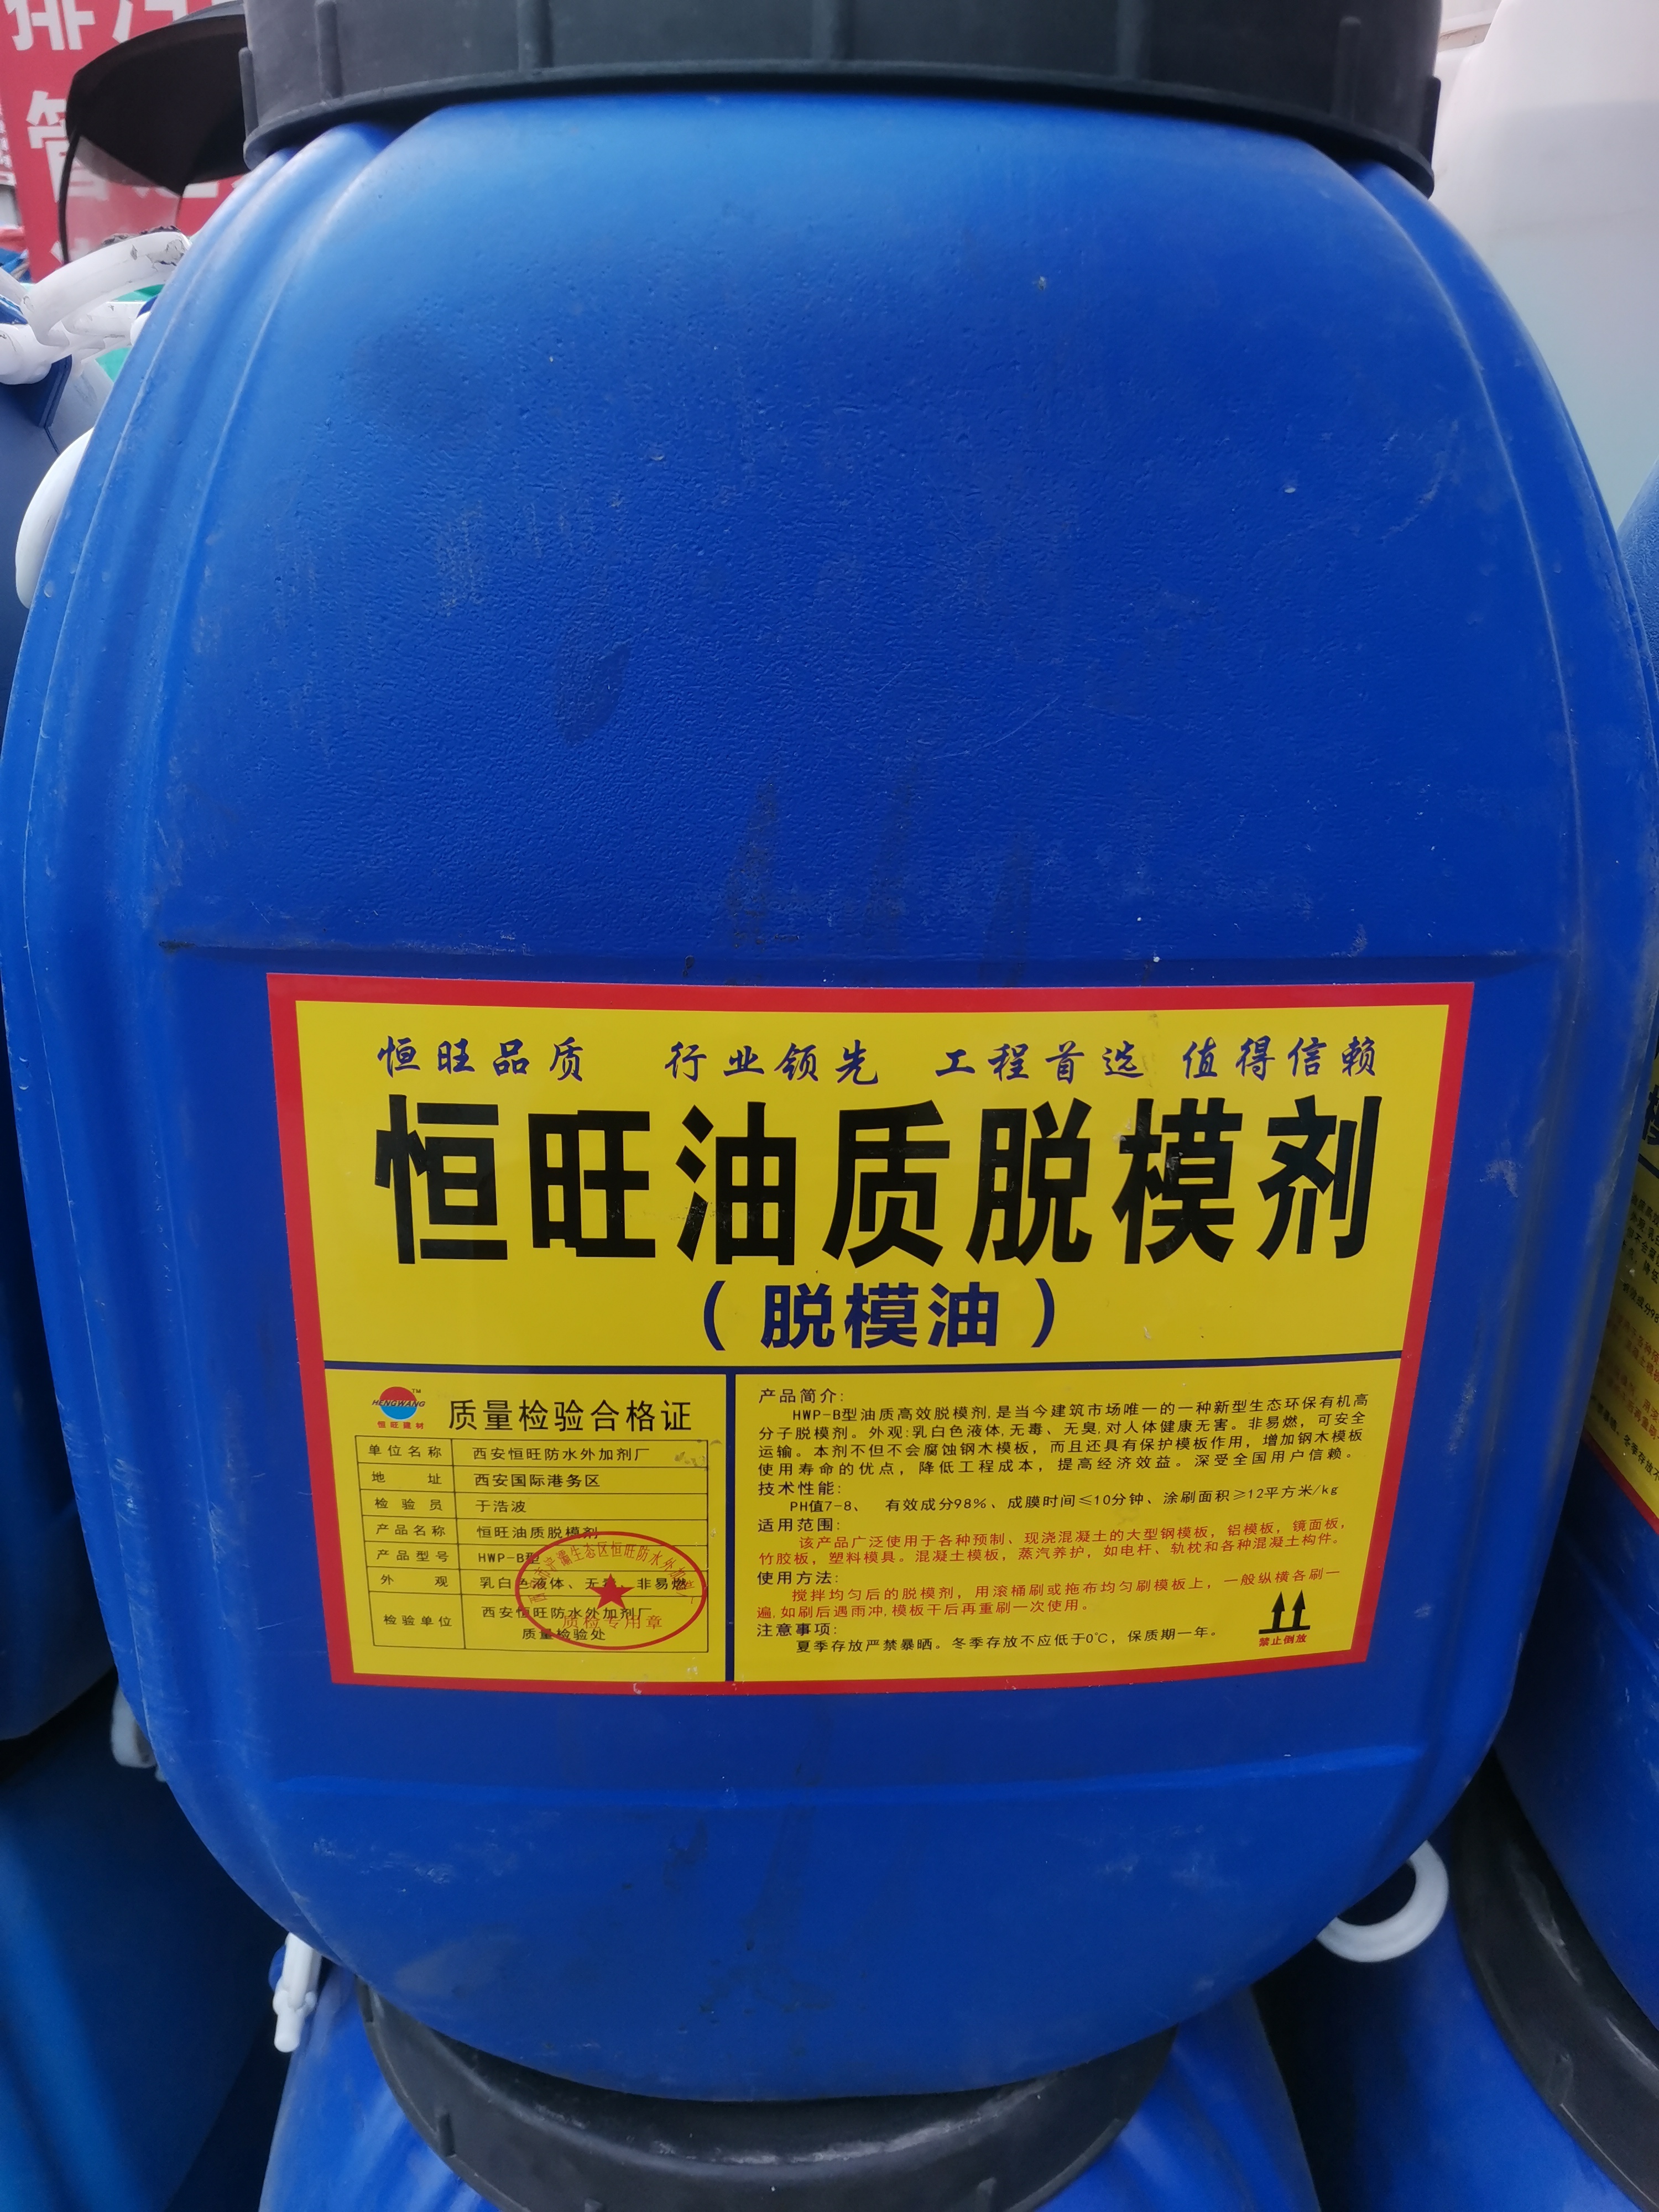 恒旺品质 行业领先 工程首选 值得信赖
恒旺油质脱模剂
（脱模油）
HENGWANG TM
恒旺建材
质量检验合格证
单位名称 西安恒旺防水外加剂厂
地址 西安国际港务区
检验员 于浩波
产品名称 恒旺油质脱模剂
产品型号 HWP-B型
外观 乳白色液体、无毒、非易燃
检验单位 西安恒旺防水外加剂厂
质量检验处
质检专用章
产品简介:
HWP-B型油质高效脱模剂,是当今建筑市场唯一的一种新型生态环保有机高
分子脱模剂。外观:乳白色液体,无毒、无臭,对人体健康无害。非易燃，可安全
运输。本剂不但不会腐蚀钢木模板，而且还具有保护模板作用，增加钢木模板
使用寿命的优点，降低工程成本，提高经济效益。深受全国用户信赖。
技术性能:
PH值7-8、 有效成分98%、成膜时间≤10分钟、涂刷面积≥12平方米/kg
适用范围:
该产品广泛使用于各种预制、现浇混凝土的大型钢模板，铝模板，镜面板，
竹胶板，塑料模具。混凝土模板，蒸汽养护，如电杆、轨枕和各种混凝土构件。
使用方法:
搅拌均匀后的脱模剂，用滚桶刷或拖布均匀刷模板上，一般纵横各刷一
遍,如刷后遇雨冲,模板干后再重刷一次使用。
注意事项:
夏季存放严禁暴晒。冬季存放不应低于0℃，保质期一年。
禁止倒放